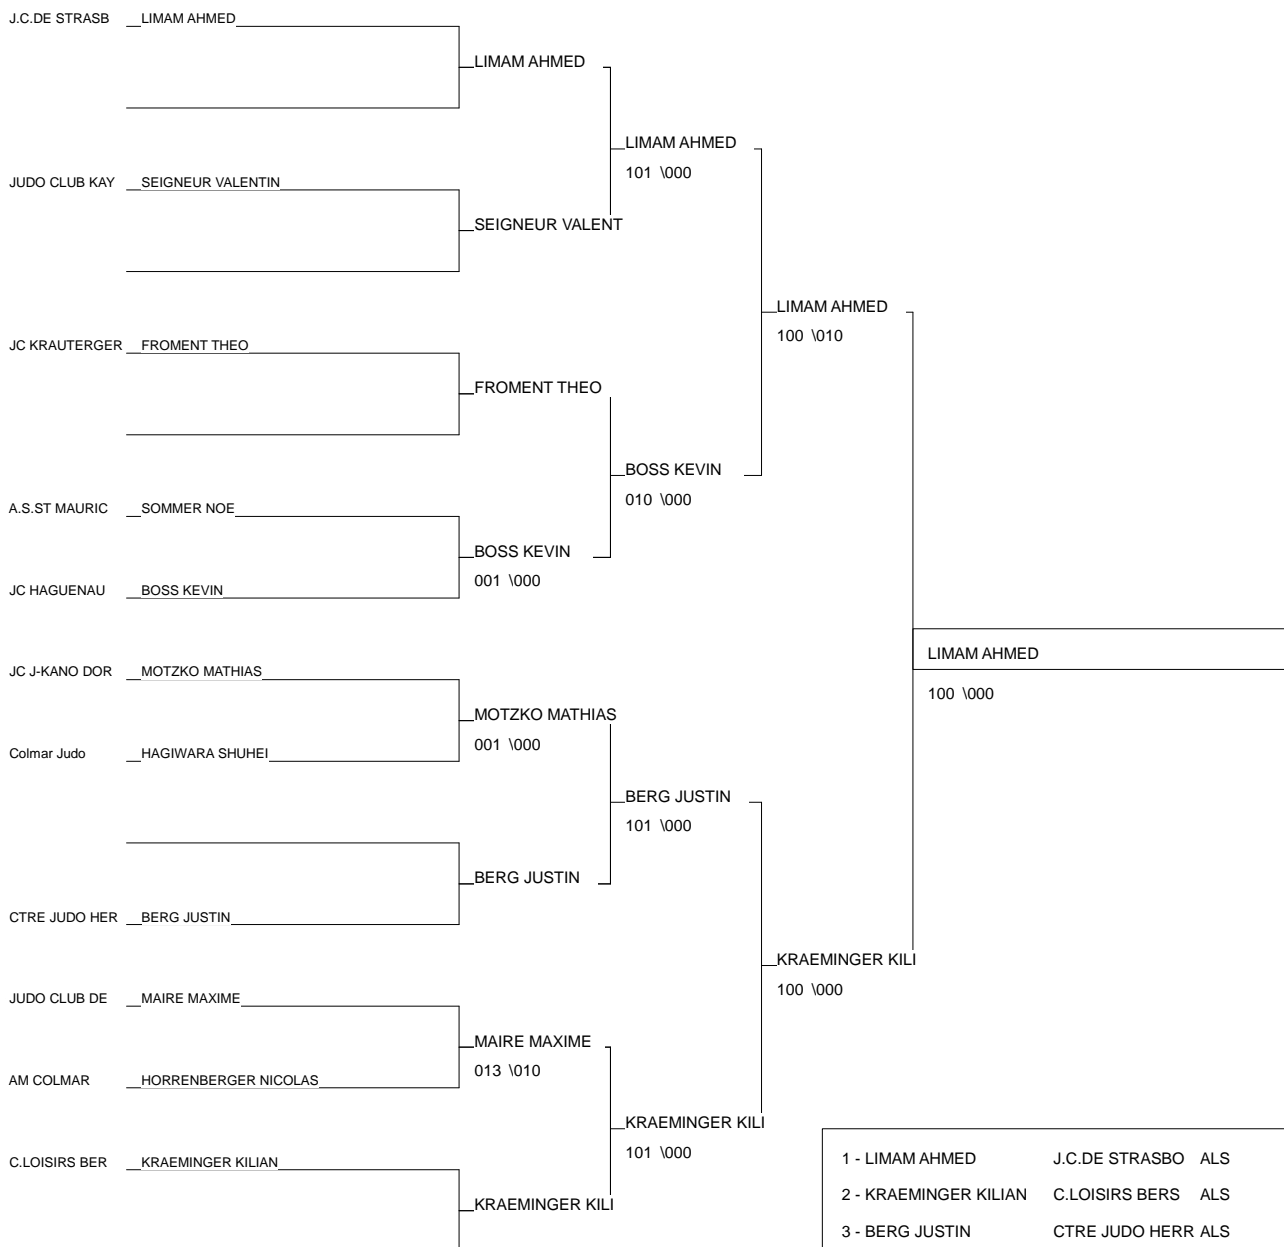 J.C.DE STRASB LIMAM AHMED
LIMAM AHMED
LIMAM AHMED
101 \000
JUDO CLUB KAY SEIGNEUR VALENTIN
SEIGNEUR VALENT
LIMAM AHMED
100 \010
JC KRAUTERGER FROMENT THEO
FROMENT THEO
BOSS KEVIN
010 \000
A.S.ST MAURIC SOMMER NOE
BOSS KEVIN
001 \000
JC HAGUENAU BOSS KEVIN
LIMAM AHMED
100 \000
JC J-KANO DOR MOTZKO MATHIAS
MOTZKO MATHIAS
001 \000
Colmar Judo HAGIWARA SHUHEI
BERG JUSTIN
101 \000
BERG JUSTIN
CTRE JUDO HER BERG JUSTIN
KRAEMINGER KILI
100 \000
JUDO CLUB DE MAIRE MAXIME
MAIRE MAXIME
013 \010
AM COLMAR HORRENBERGER NICOLAS
KRAEMINGER KILI
101 \000
C.LOISIRS BER KRAEMINGER KILIAN
KRAEMINGER KILI
1 - LIMAM AHMED J.C.DE STRASBO ALS
2 - KRAEMINGER KILIAN C.LOISIRS BERS ALS
3 - BERG JUSTIN CTRE JUDO HERR ALS